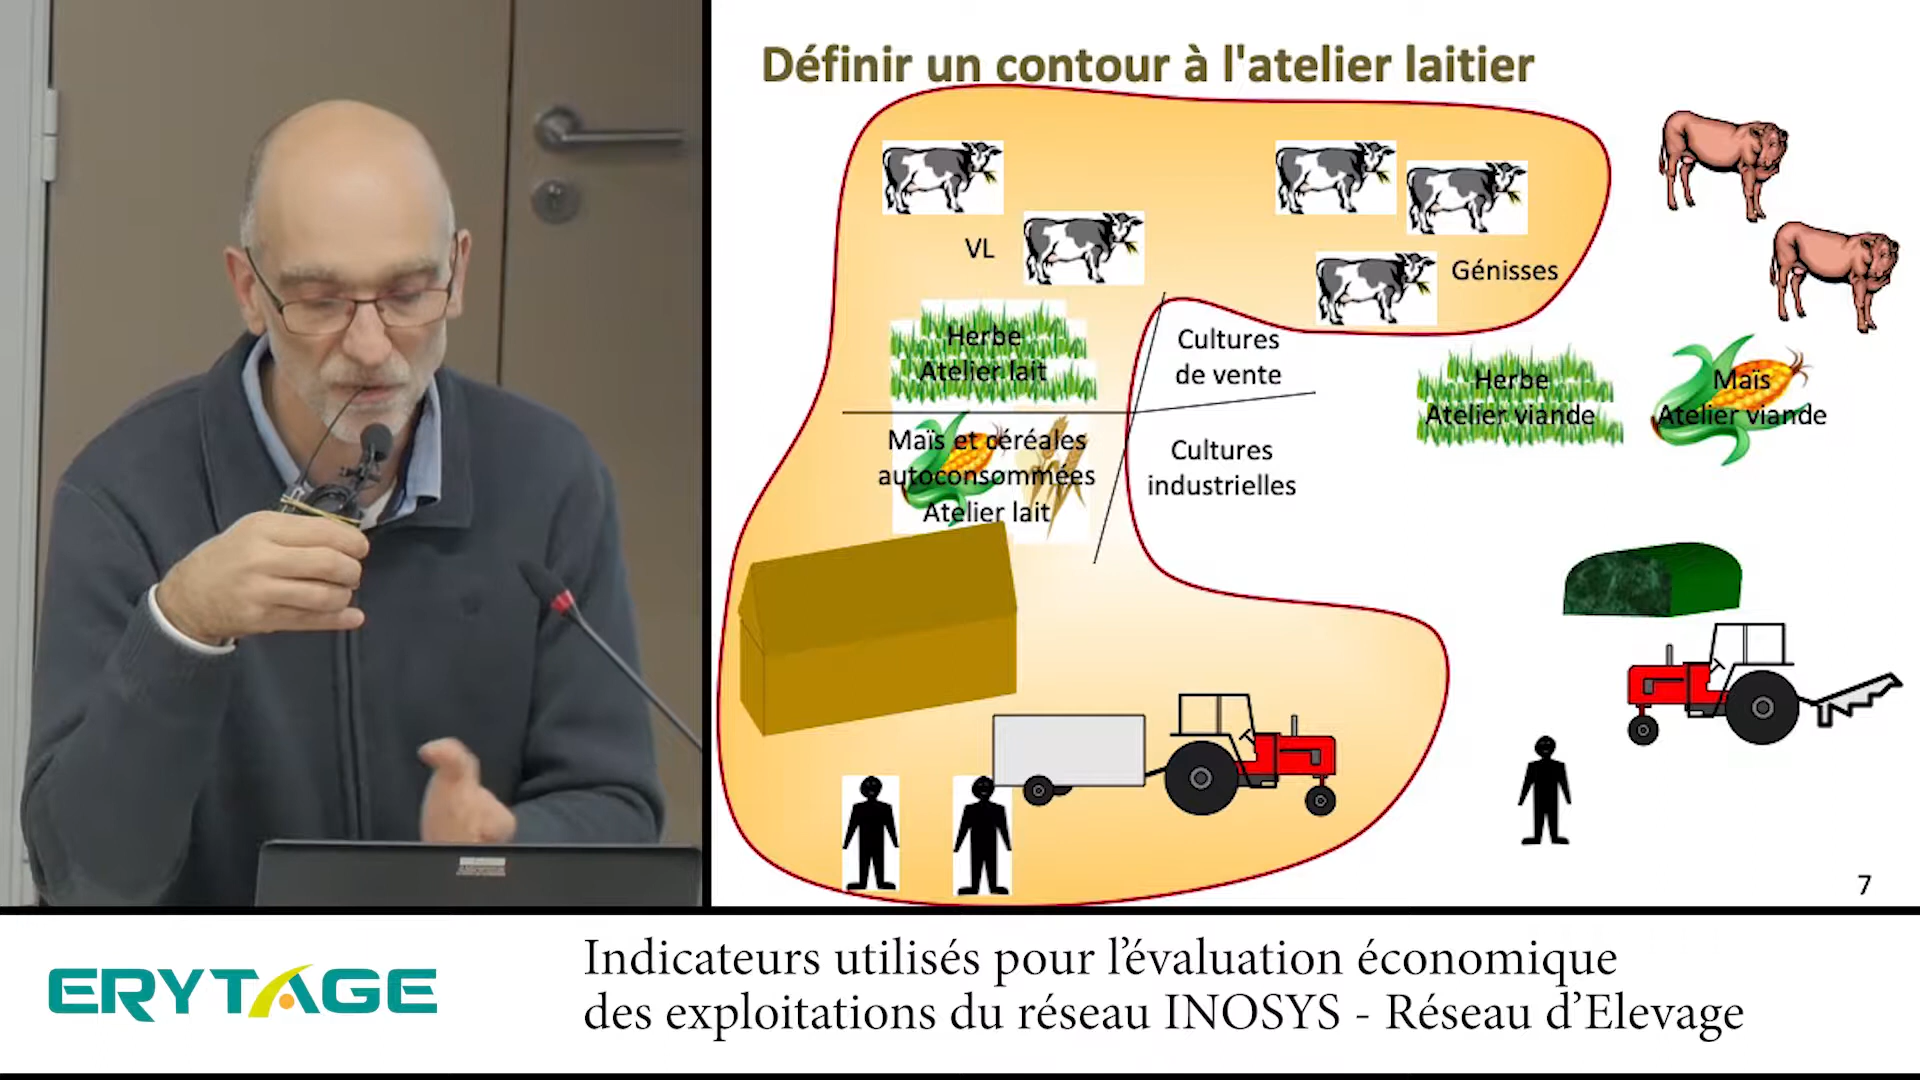 Définir un contour à l'atelier laitier
VL
Génisses
Herbe
Atelier lait
Cultures
de vente
Herbe
Atelier viande
Maïs
Atelier viande
Maïs et céréales
autoconsommées
Atelier lait
Cultures
industrielles
7
ERYTAGE
Indicateurs utilisés pour l'évaluation économique
des exploitations du réseau INOSYS - Réseau d'Elevage